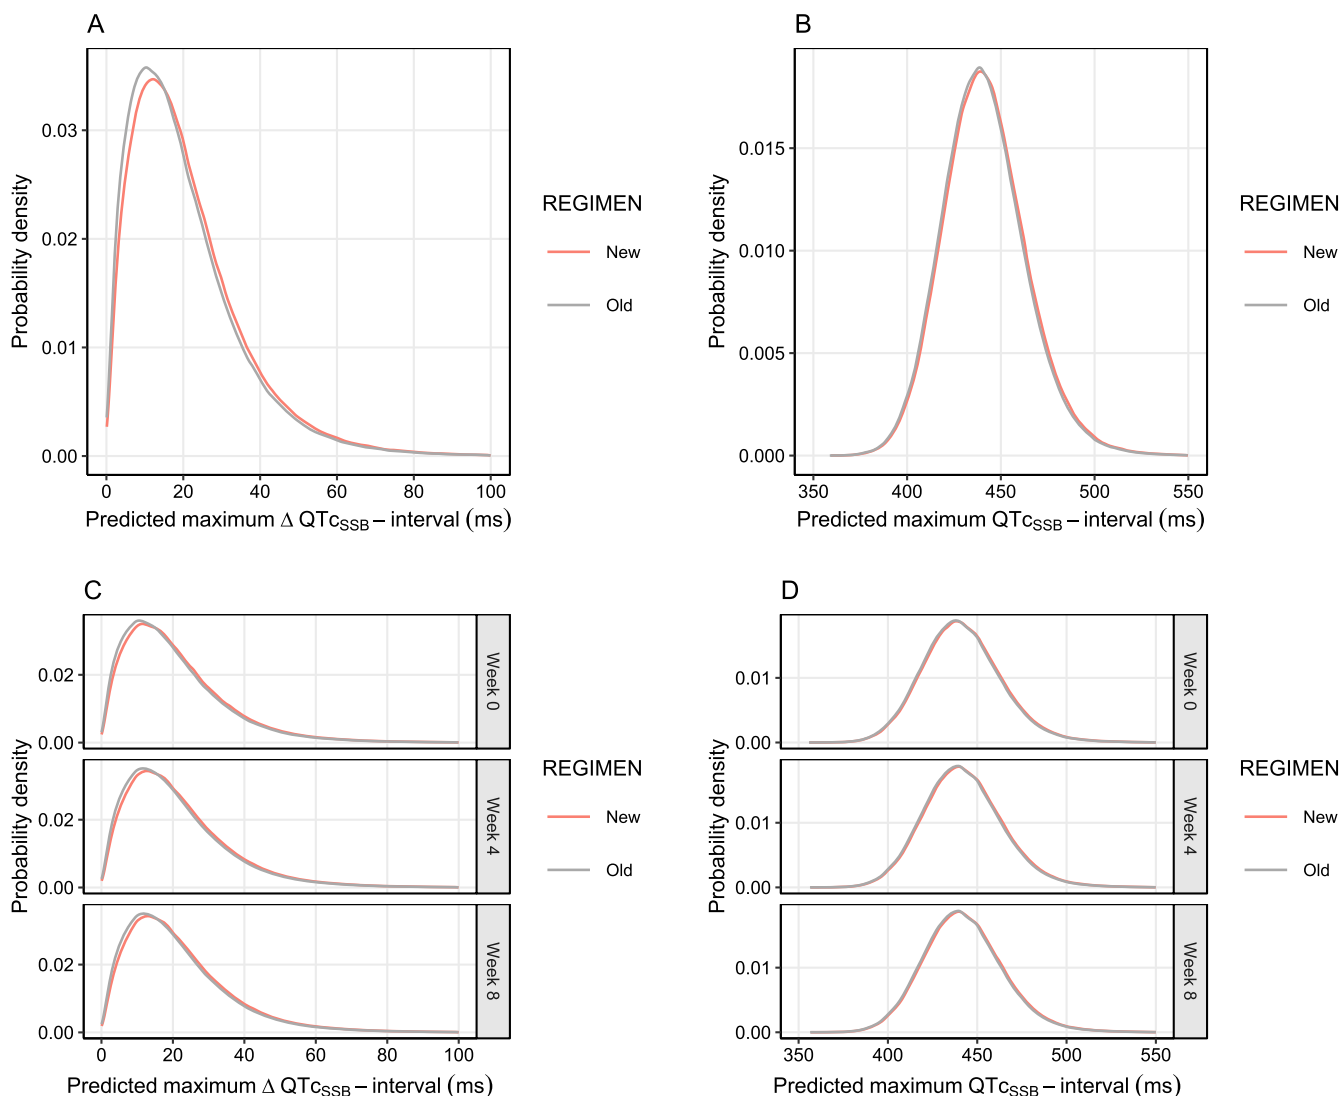 A
Probability density
0.03
0.02
0.01
0.00
0 20 40 60 80 100
Predicted maximum Δ QTcSSB – interval (ms)
REGIMEN
New
Old
B
Probability density
0.015
0.010
0.005
0.000
350 400 450 500 550
Predicted maximum QTcSSB – interval (ms)
REGIMEN
New
Old
C
Probability density
0.02
0.00
Week 0
0.02
0.00
Week 4
0.02
0.00
Week 8
0 20 40 60 80 100
Predicted maximum Δ QTcSSB – interval (ms)
REGIMEN
New
Old
D
Probability density
0.01
0.00
Week 0
0.01
0.00
Week 4
0.01
0.00
Week 8
350 400 450 500 550
Predicted maximum QTcSSB – interval (ms)
REGIMEN
New
Old